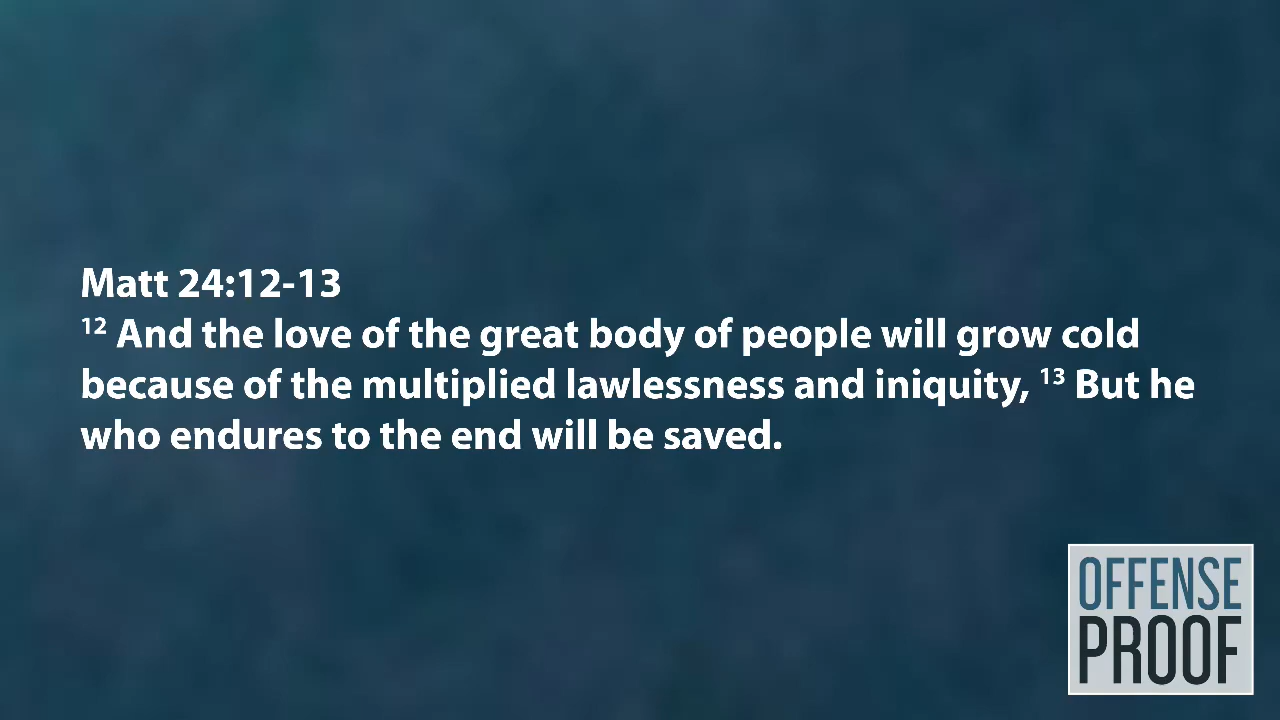 Matt 24:12-13
12 And the love of the great body of people will grow cold
because of the multiplied lawlessness and iniquity, 13 But he
who endures to the end will be saved.
OFFENSE
PROOF